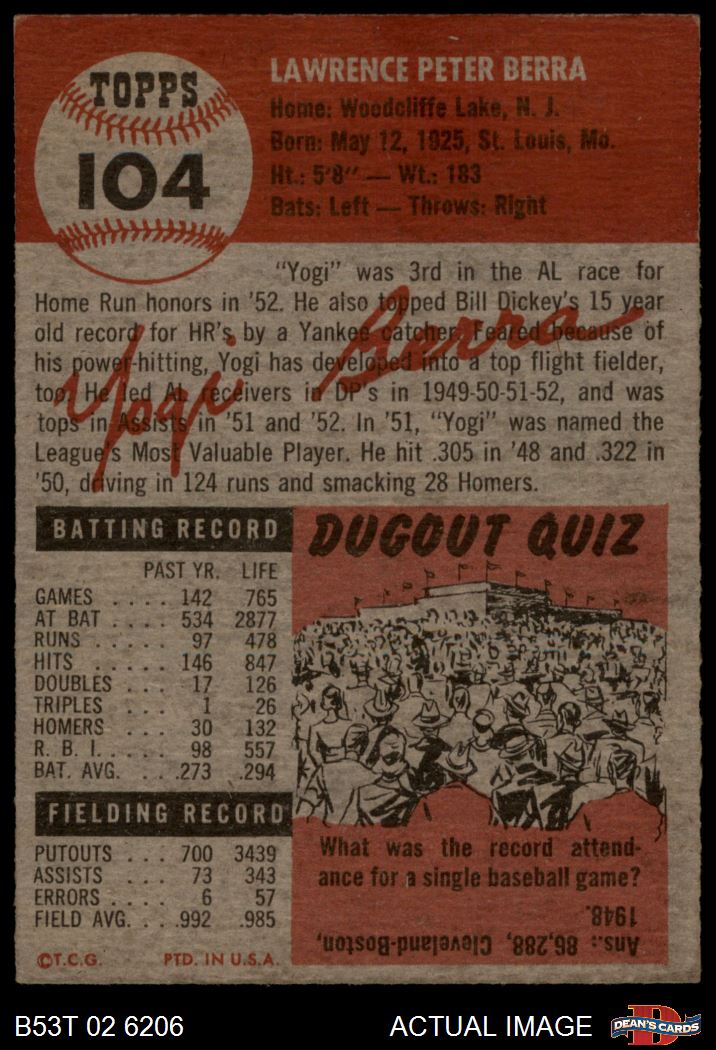 TOPPS
104
LAWRENCE PETER BERRA
Home: Woodcliffe Lake, N. J.
Born: May 12, 1925, St. Louis, Mo.
Ht.: 5'8" — Wt.: 183
Bats: Left — Throws: Right
"Yogi" was 3rd in the AL race for
Home Run honors in '52. He also topped Bill Dickey's 15 year
old record for HR's by a Yankee catcher. Feared because of
his power-hitting, Yogi has developed into a top flight fielder,
too. He led AL receivers in DP's in 1949-50-51-52, and was
tops in Assists in '51 and '52. In '51, "Yogi" was named the
League's Most Valuable Player. He hit .305 in '48 and .322 in
'50, driving in 124 runs and smacking 28 Homers.
Yogi Berra
BATTING RECORD
PAST YR. LIFE
GAMES .... 142 765
AT BAT .... 534 2877
RUNS .... 97 478
HITS ..... 146 847
DOUBLES ... 17 126
TRIPLES ... 1 26
HOMERS ... 30 132
R. B. I. .... 98 557
BAT. AVG. ... .273 .294
FIELDING RECORD
PUTOUTS ... 700 3439
ASSISTS ... 73 343
ERRORS .... 6 57
FIELD AVG. .. .992 .985
©T.C.G. PTD. IN U.S.A.
DUGOUT QUIZ
What was the record attend-
ance for a single baseball game?
Ans.: 86,288, Cleveland-Boston,
1948.
B53T 02 6206
ACTUAL IMAGE
DEAN'S CARDS